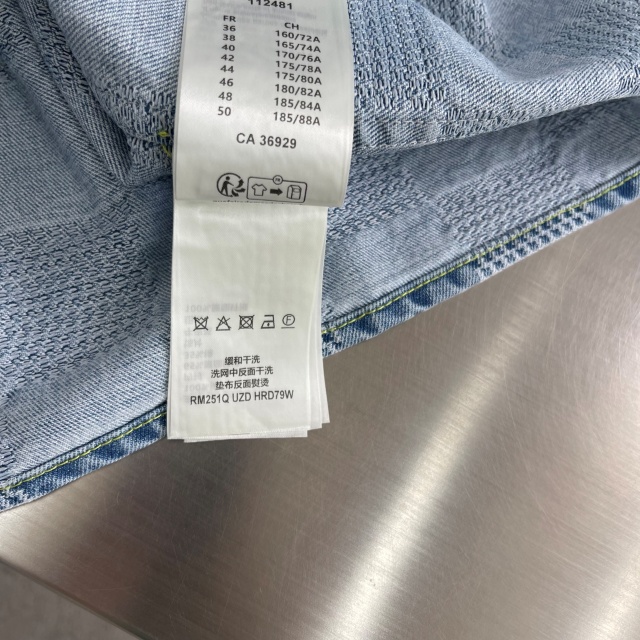 112481
FR CH
36 160/72A
38 165/74A
40 170/76A
42 175/78A
44 175/80A
46 180/82A
48 185/84A
50 185/88A
CA 36929
FR
缓和干洗
洗网中反面干洗
垫布反面熨烫
RM251Q UZD HRD79W